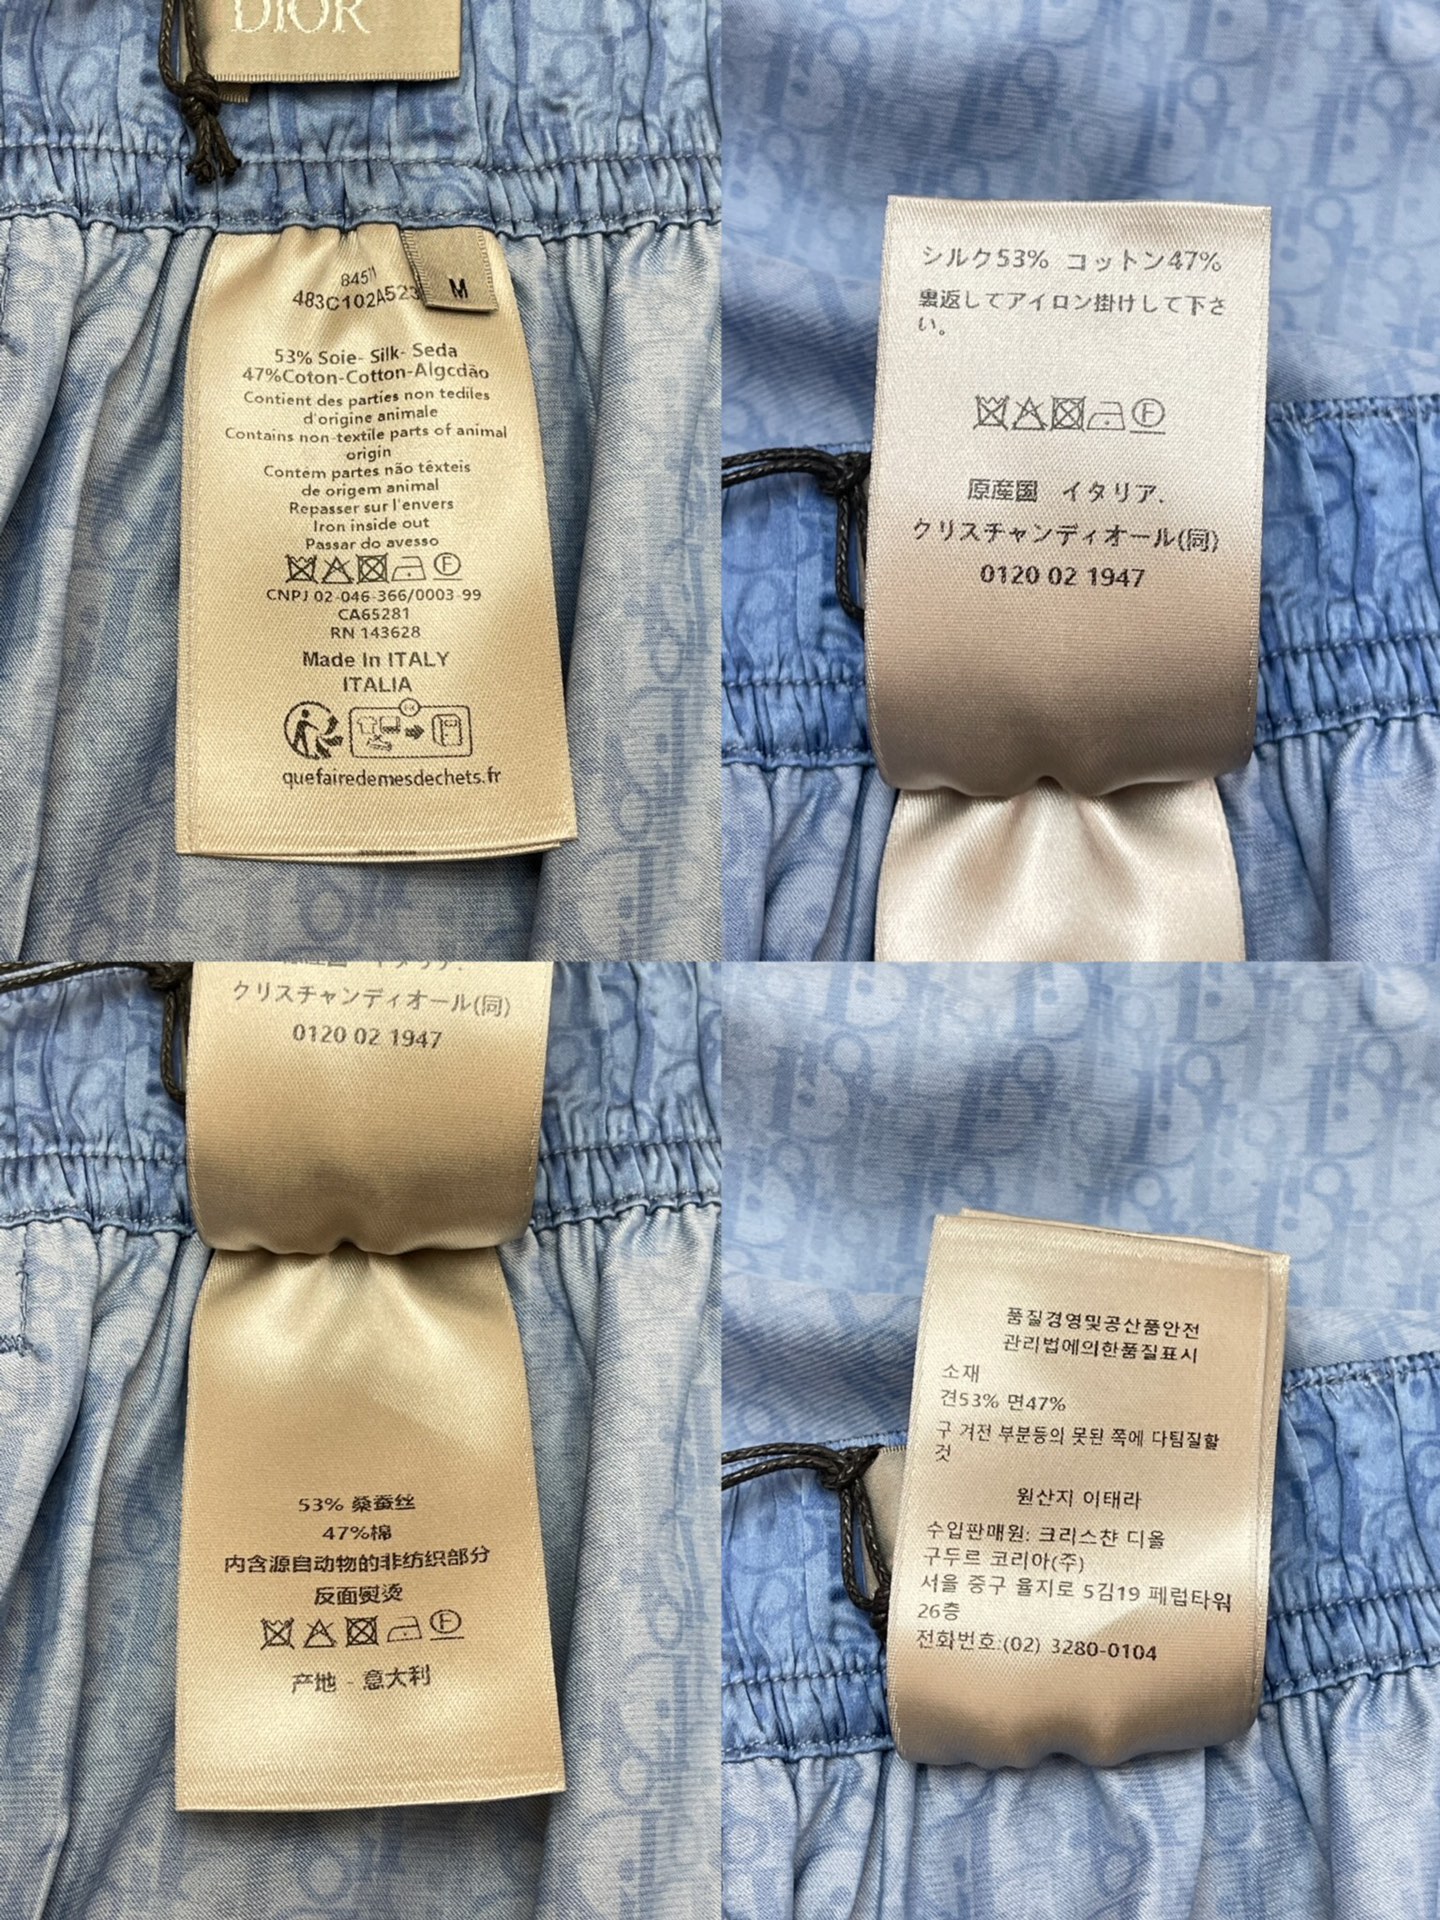 DIOR
84511
483C102A523
M
53% Soie- Silk- Seda
47%Coton-Cotton-Algcdão
Contient des parties non tediles
d'origine animale
Contains non-textile parts of animal
origin
Contem partes não têxteis
de origem animal
Repasser sur l'envers
Iron inside out
Passar do avesso
F
CNPJ 02-046-366/0003-99
CA65281
RN 143628
Made In ITALY
ITALIA
FR
quefairedemesdechets.fr
シルク53% コットン47%
裏返してアイロン掛けして下さ
い。
F
原産国 イタリア.
クリスチャンディオール(同)
0120 02 1947
原産国 イタリア.
クリスチャンディオール(同)
0120 02 1947
53% 桑蚕丝
47%棉
内含源自动物的非纺织部分
反面熨烫
F
产地 - 意大利
품질경영및공산품안전
관리법에의한품질표시
소재
견53% 면47%
구 겨전 부분등의 못된 쪽에 다팀질할
것
원산지 이태라
수입판매원: 크리스챤 디올
구두르 코리아(주)
서울 중구 율지로 5김19 페럽타워
26층
전화번호:(02) 3280-0104